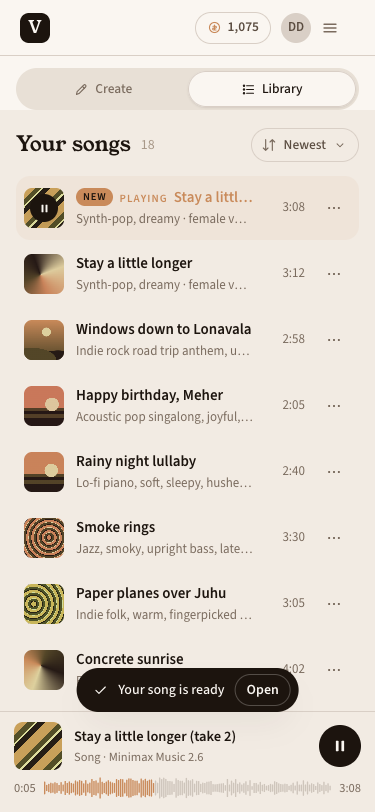 V
1,075
DD
Create
Library
Your songs 18
Newest
NEW PLAYING Stay a littl...
Synth-pop, dreamy · female v...
3:08
Stay a little longer
Synth-pop, dreamy · female v...
3:12
Windows down to Lonavala
Indie rock road trip anthem, u...
2:58
Happy birthday, Meher
Acoustic pop singalong, joyful,...
2:05
Rainy night lullaby
Lo-fi piano, soft, sleepy, hushe...
2:40
Smoke rings
Jazz, smoky, upright bass, late...
3:30
Paper planes over Juhu
Indie folk, warm, fingerpicked ...
3:05
Concrete sunrise
4:02
Your song is ready Open
Stay a little longer (take 2)
Song · Minimax Music 2.6
0:05
3:08